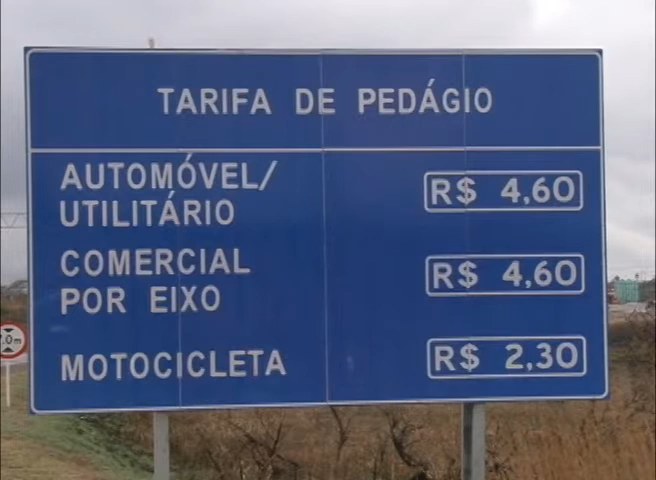 TARIFA DE PEDÁGIO
AUTOMÓVEL/
UTILITÁRIO
R$ 4,60
COMERCIAL
POR EIXO
R$ 4,60
MOTOCICLETA
R$ 2,30